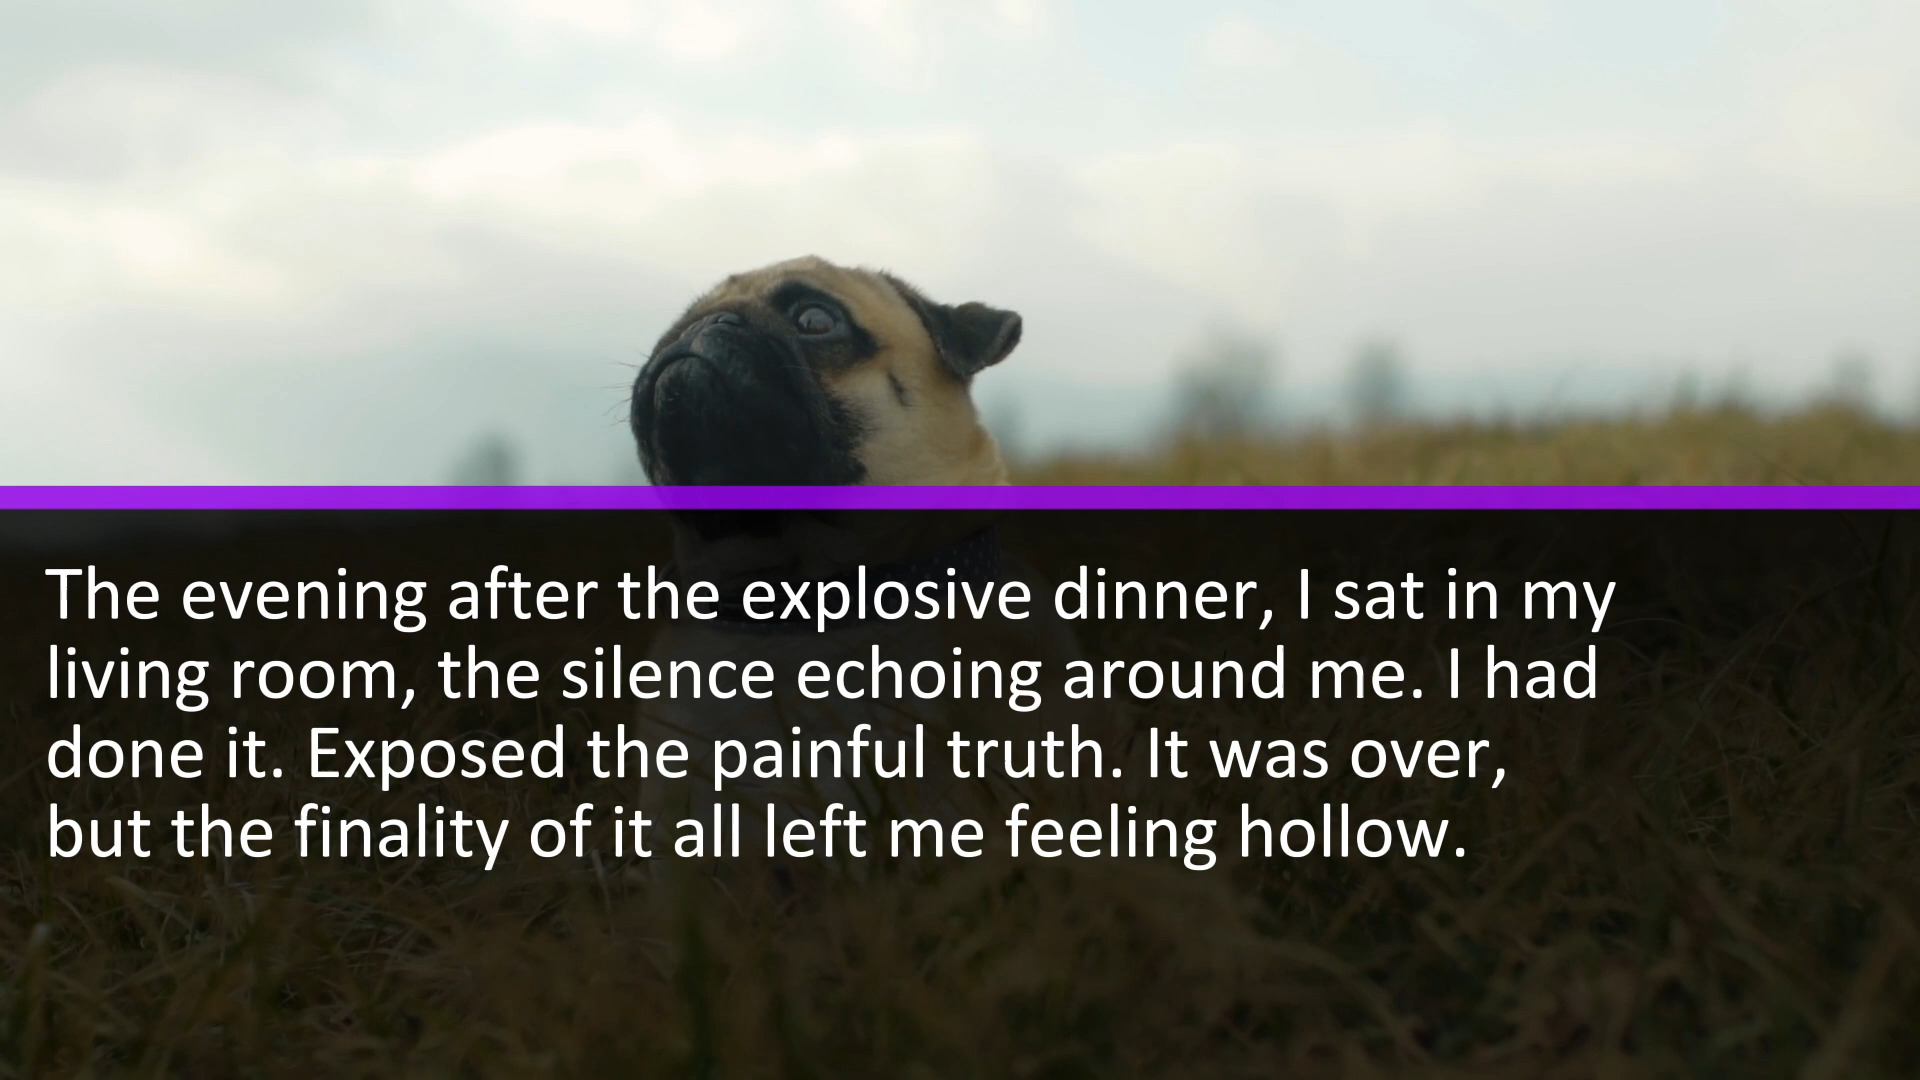 The evening after the explosive dinner, I sat in my
living room, the silence echoing around me. I had
done it. Exposed the painful truth. It was over,
but the finality of it all left me feeling hollow.